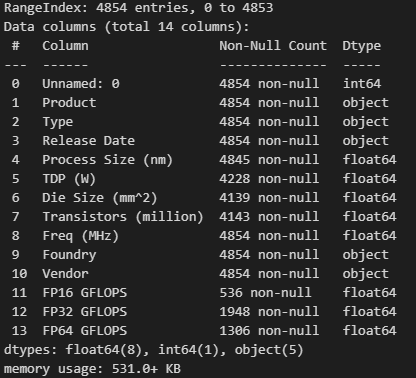 RangeIndex: 4854 entries, 0 to 4853
Data columns (total 14 columns):
 #   Column                 Non-Null Count  Dtype
---  ------                 --------------  -----
 0   Unnamed: 0             4854 non-null   int64
 1   Product                4854 non-null   object
 2   Type                   4854 non-null   object
 3   Release Date           4854 non-null   object
 4   Process Size (nm)      4845 non-null   float64
 5   TDP (W)                4228 non-null   float64
 6   Die Size (mm^2)        4139 non-null   float64
 7   Transistors (million)  4143 non-null   float64
 8   Freq (MHz)             4854 non-null   float64
 9   Foundry                4854 non-null   object
 10  Vendor                 4854 non-null   object
 11  FP16 GFLOPS            536 non-null    float64
 12  FP32 GFLOPS            1948 non-null   float64
 13  FP64 GFLOPS            1306 non-null   float64
dtypes: float64(8), int64(1), object(5)
memory usage: 531.0+ KB